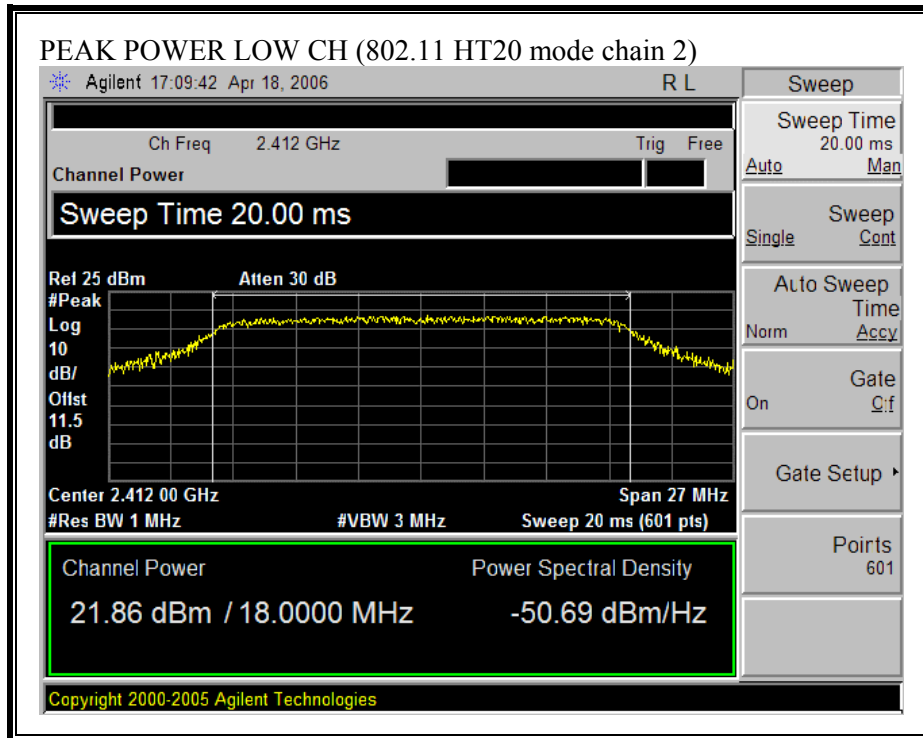 PEAK POWER LOW CH (802.11 HT20 mode chain 2)
Agilent 17:09:42 Apr 18, 2006 R L
Sweep
Ch Freq 2.412 GHz Trig Free
Channel Power
Sweep Time 20.00 ms
Ref 25 dBm Atten 30 dB
#Peak
Log
10
dB/
Offst
11.5
dB
Center 2.412 00 GHz Span 27 MHz
#Res BW 1 MHz #VBW 3 MHz Sweep 20 ms (601 pts)
Channel Power Power Spectral Density
21.86 dBm / 18.0000 MHz -50.69 dBm/Hz
Copyright 2000-2005 Agilent Technologies
Sweep Time
20.00 ms
Auto Man
Sweep
Single Cont
Auto Sweep
Time
Norm Accy
Gate
On Off
Gate Setup
Points
601